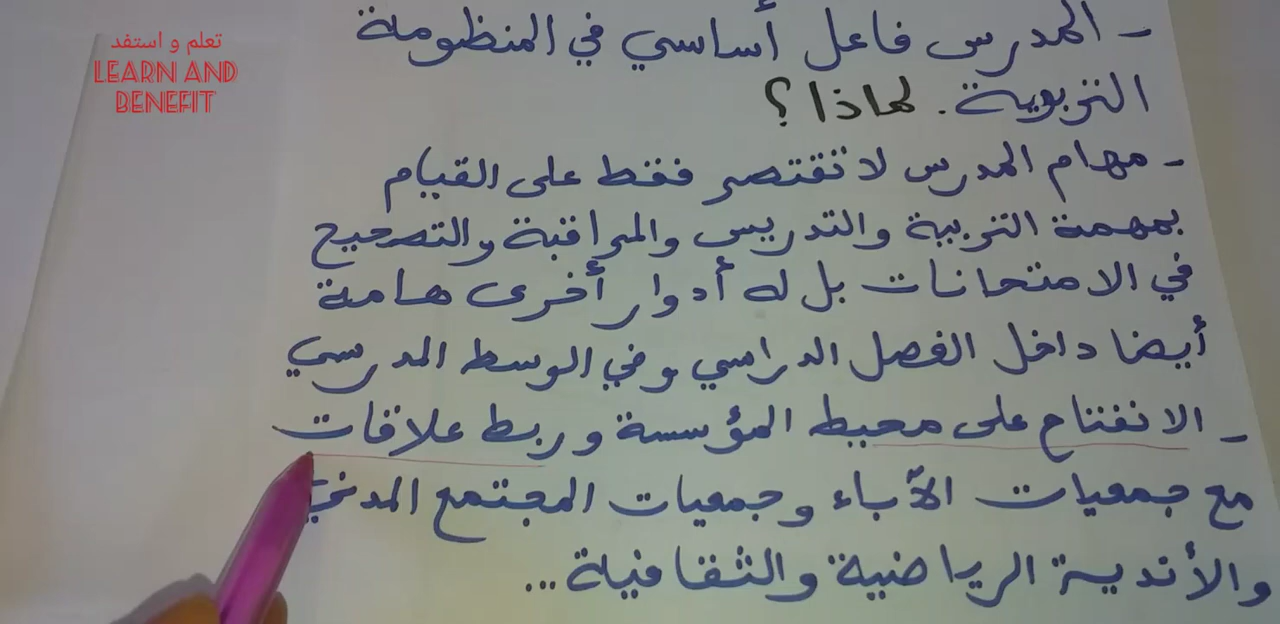 تعلم و استفد
LEARN AND
BENEFIT
- المدرس فاعل أساسي في المنظومة
التربوية. لماذا؟
- مهام المدرس لا تقتصر فقط على القيام
بمهمة التربية والتدريس والمراقبة والتصحيح
في الامتحانات بل له أدوار أخرى هامة
أيضا داخل الفصل الدراسي وفي الوسط المدرسي
- الانفتاح على محيط المؤسسة وربط علاقات
مع جمعيات الآباء وجمعيات المجتمع المدني
والأندية الرياضية والثقافية...